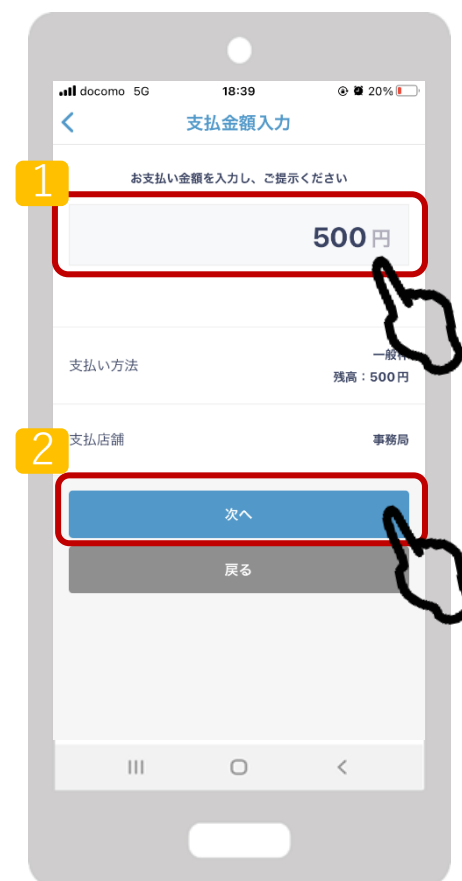 docomo 5G 18:39 20%
支払金額入力
1
お支払い金額を入力し、ご提示ください
500円
支払い方法
一般
残高：500円
2
支払店舗 事務局
次へ
戻る